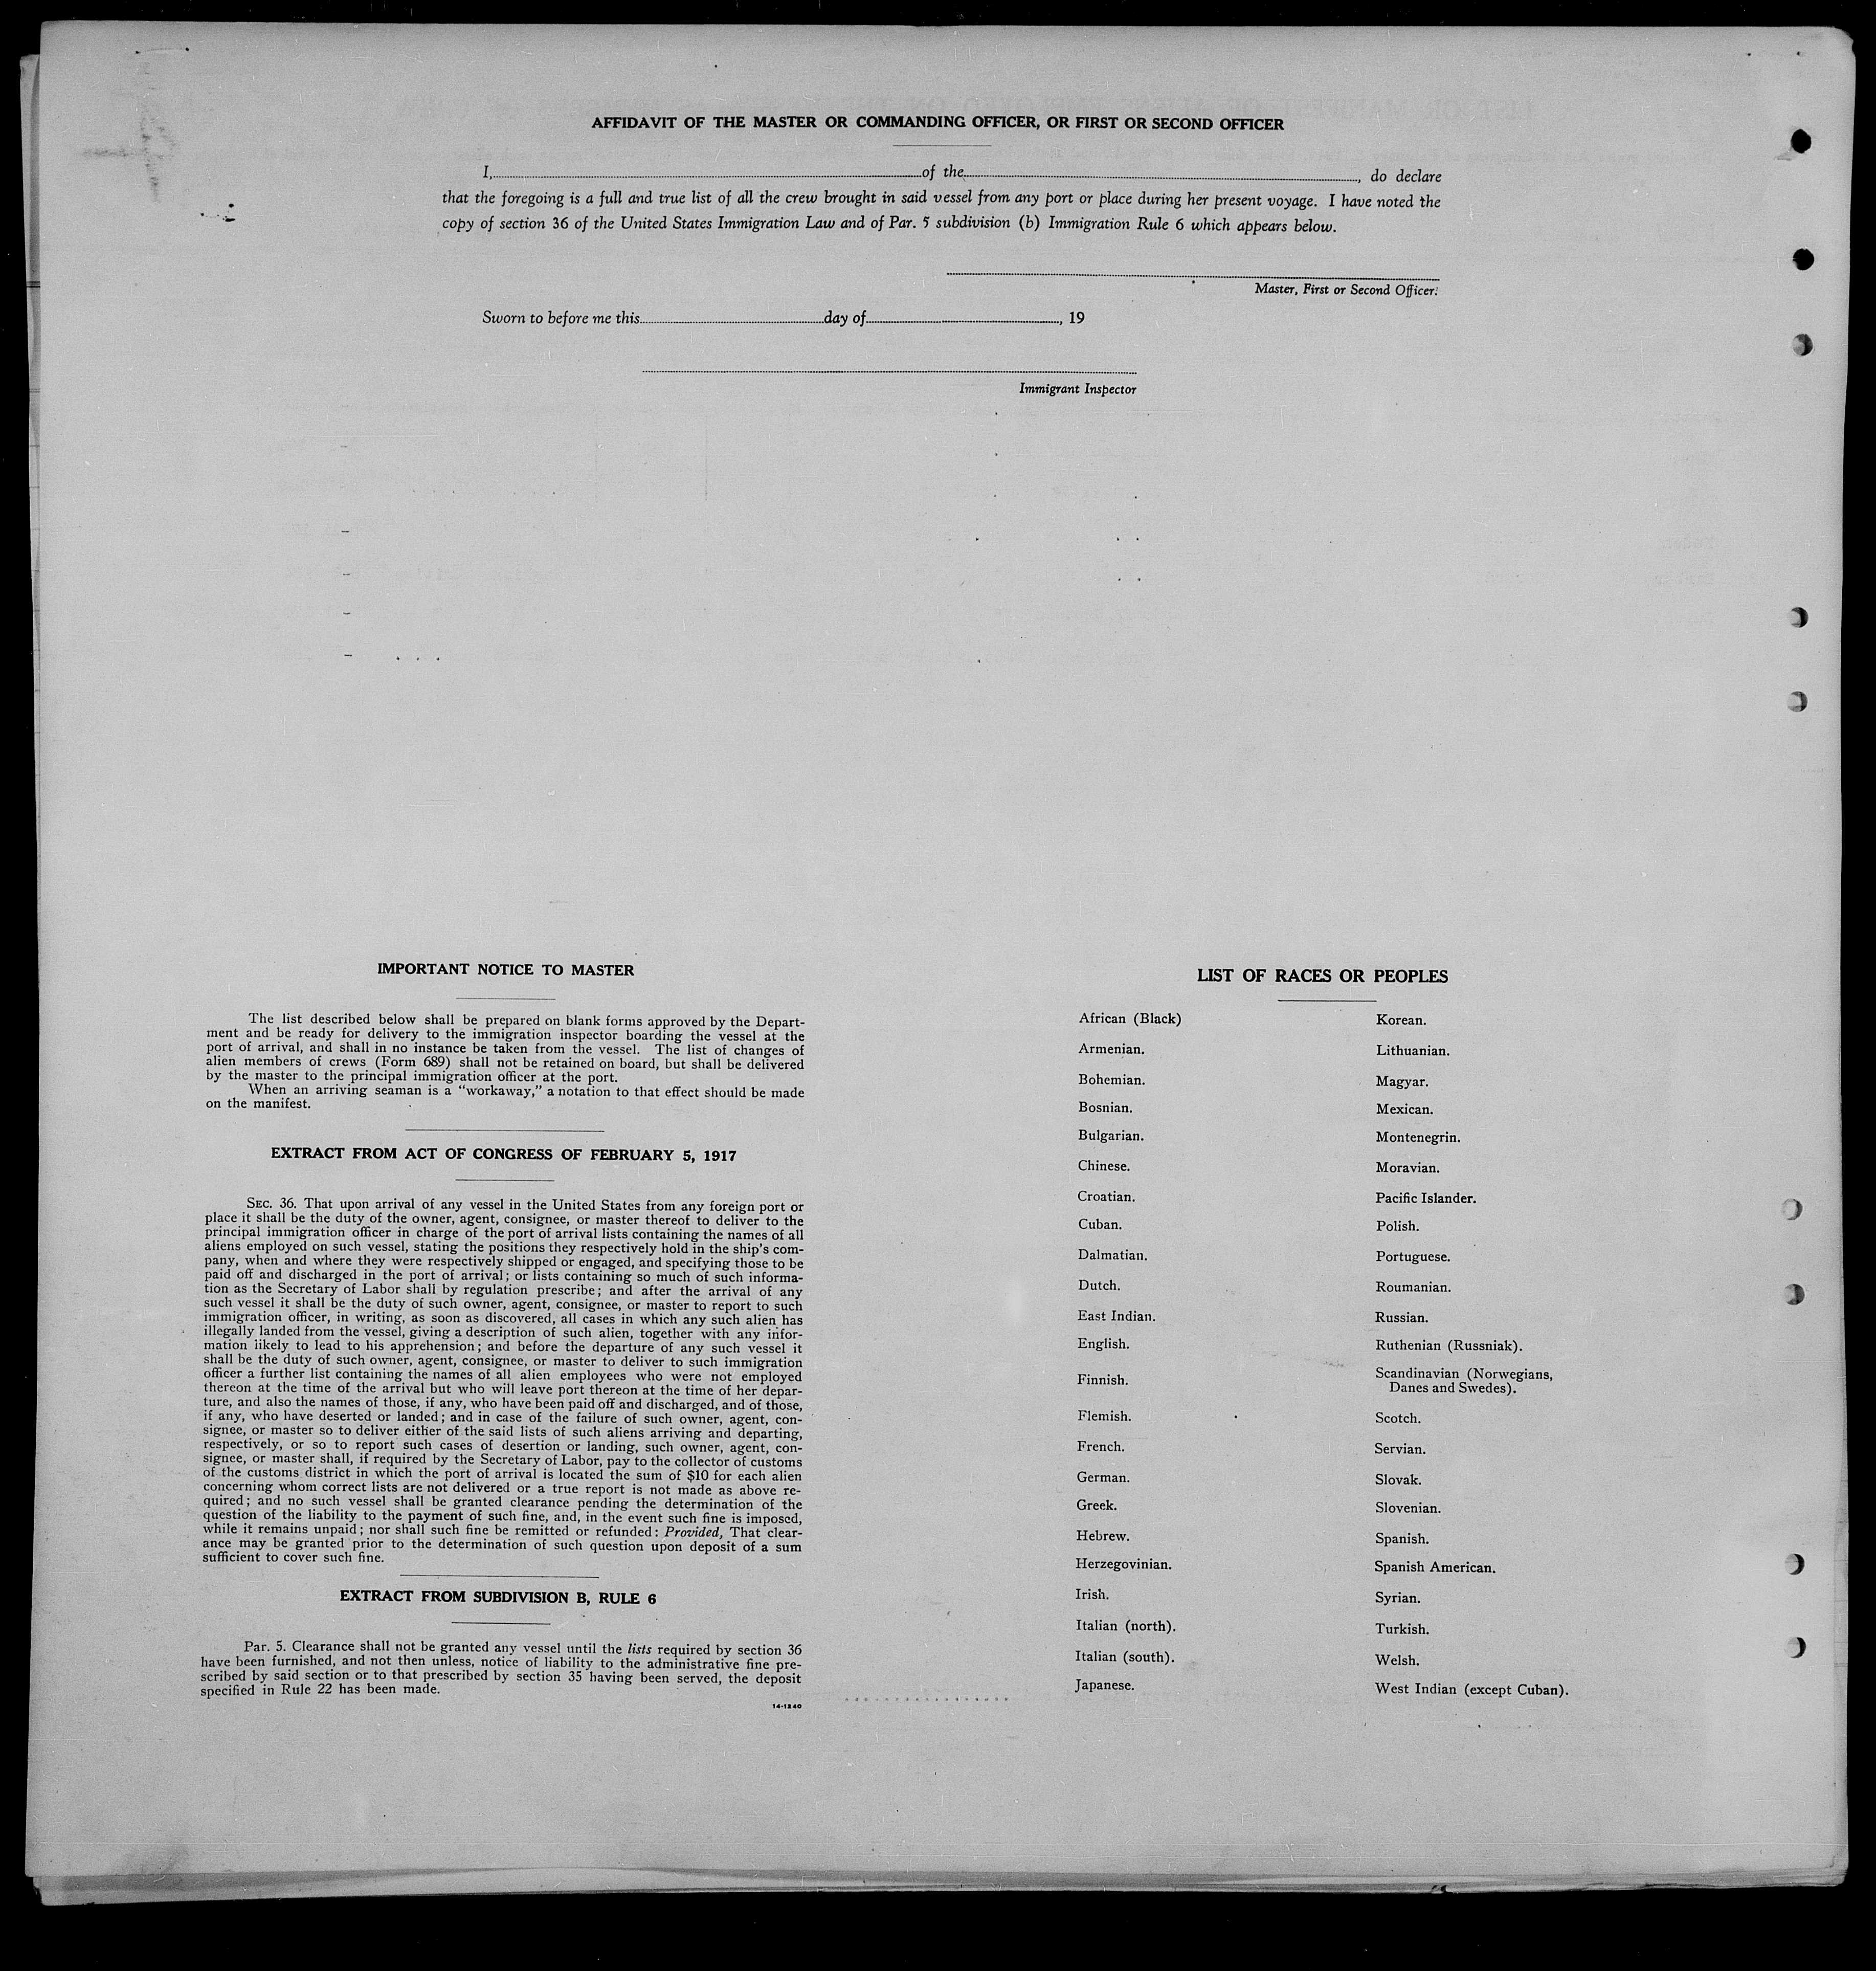 AFFIDAVIT OF THE MASTER OR COMMANDING OFFICER, OR FIRST OR SECOND OFFICER
I, of the , do declare
that the foregoing is a full and true list of all the crew brought in said vessel from any port or place during her present voyage. I have noted the
copy of section 36 of the United States Immigration Law and of Par. 5 subdivision (b) Immigration Rule 6 which appears below.
Master, First or Second Officer.
Sworn to before me this day of , 19
Immigrant Inspector
IMPORTANT NOTICE TO MASTER
The list described below shall be prepared on blank forms approved by the Depart-
ment and be ready for delivery to the immigration inspector boarding the vessel at the
port of arrival, and shall in no instance be taken from the vessel. The list of changes of
alien members of crews (Form 689) shall not be retained on board, but shall be delivered
by the master to the principal immigration officer at the port.
When an arriving seaman is a "workaway," a notation to that effect should be made
on the manifest.
EXTRACT FROM ACT OF CONGRESS OF FEBRUARY 5, 1917
SEC. 36. That upon arrival of any vessel in the United States from any foreign port or
place it shall be the duty of the owner, agent, consignee, or master thereof to deliver to the
principal immigration officer in charge of the port of arrival lists containing the names of all
aliens employed on such vessel, stating the positions they respectively hold in the ship's com-
pany, when and where they were respectively shipped or engaged, and specifying those to be
paid off and discharged in the port of arrival; or lists containing so much of such informa-
tion as the Secretary of Labor shall by regulation prescribe; and after the arrival of any
such vessel it shall be the duty of such owner, agent, consignee, or master to report to such
immigration officer, in writing, as soon as discovered, all cases in which any such alien has
illegally landed from the vessel, giving a description of such alien, together with any infor-
mation likely to lead to his apprehension; and before the departure of any such vessel it
shall be the duty of such owner, agent, consignee, or master to deliver to such immigration
officer a further list containing the names of all alien employees who were not employed
thereon at the time of the arrival but who will leave port thereon at the time of her depar-
ture, and also the names of those, if any, who have been paid off and discharged, and of those,
if any, who have deserted or landed; and in case of the failure of such owner, agent, con-
signee, or master so to deliver either of the said lists of such aliens arriving and departing,
respectively, or so to report such cases of desertion or landing, such owner, agent, con-
signee, or master shall, if required by the Secretary of Labor, pay to the collector of customs
of the customs district in which the port of arrival is located the sum of $10 for each alien
concerning whom correct lists are not delivered or a true report is not made as above re-
quired; and no such vessel shall be granted clearance pending the determination of the
question of the liability to the payment of such fine, and, in the event such fine is imposed,
while it remains unpaid; nor shall such fine be remitted or refunded: Provided, That clear-
ance may be granted prior to the determination of such question upon deposit of a sum
sufficient to cover such fine.
EXTRACT FROM SUBDIVISION B, RULE 6
Par. 5. Clearance shall not be granted any vessel until the lists required by section 36
have been furnished, and not then unless, notice of liability to the administrative fine pre-
scribed by said section or to that prescribed by section 35 having been served, the deposit
specified in Rule 22 has been made.
14-1240
LIST OF RACES OR PEOPLES
African (Black)
Armenian.
Bohemian.
Bosnian.
Bulgarian.
Chinese.
Croatian.
Cuban.
Dalmatian.
Dutch.
East Indian.
English.
Finnish.
Flemish.
French.
German.
Greek.
Hebrew.
Herzegovinian.
Irish.
Italian (north).
Italian (south).
Japanese.
Korean.
Lithuanian.
Magyar.
Mexican.
Montenegrin.
Moravian.
Pacific Islander.
Polish.
Portuguese.
Roumanian.
Russian.
Ruthenian (Russniak).
Scandinavian (Norwegians,
Danes and Swedes).
Scotch.
Servian.
Slovak.
Slovenian.
Spanish.
Spanish American.
Syrian.
Turkish.
Welsh.
West Indian (except Cuban).